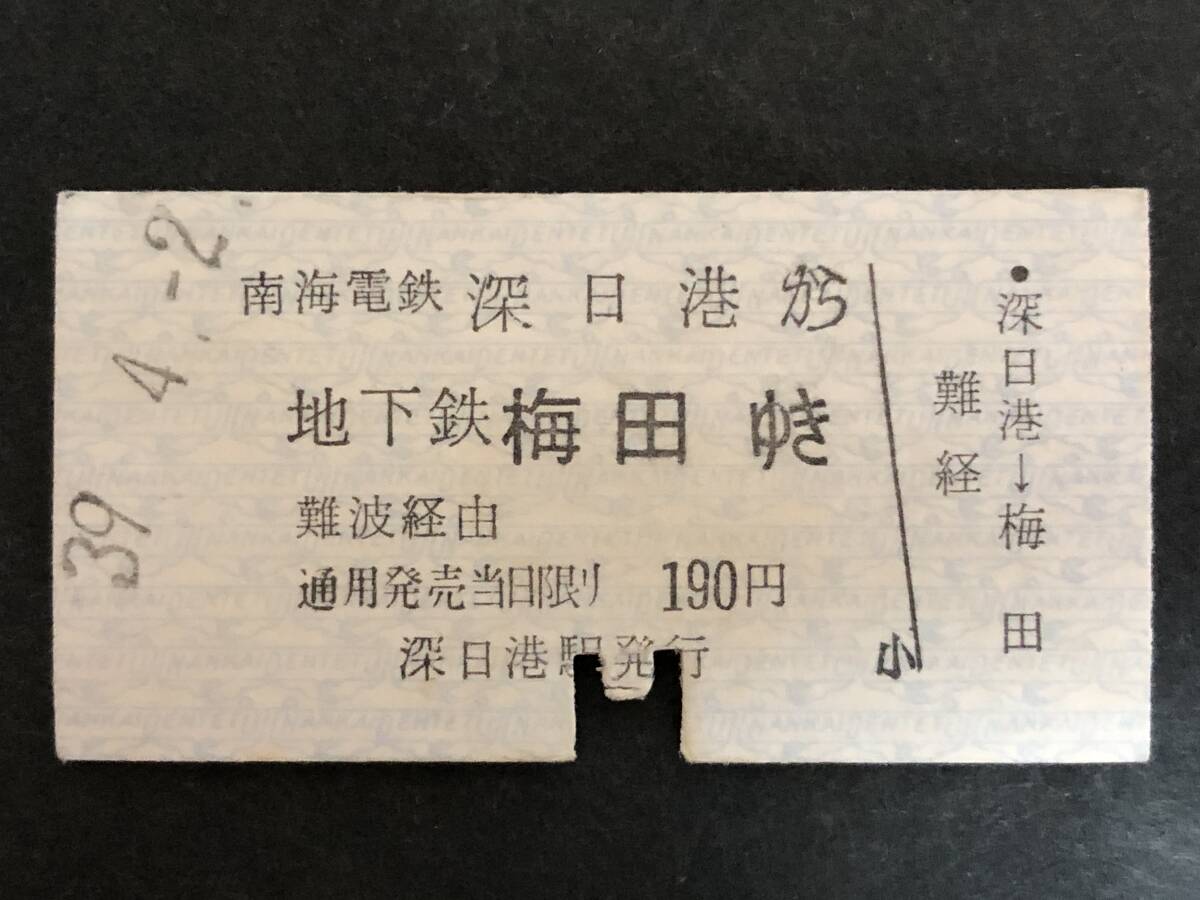 39. 4. -2.
南海電鉄 深日港から
地下鉄 梅田ゆき
難波経由
通用発売当日限り 190円
深日港駅発行
小
●深日港→梅田
難経